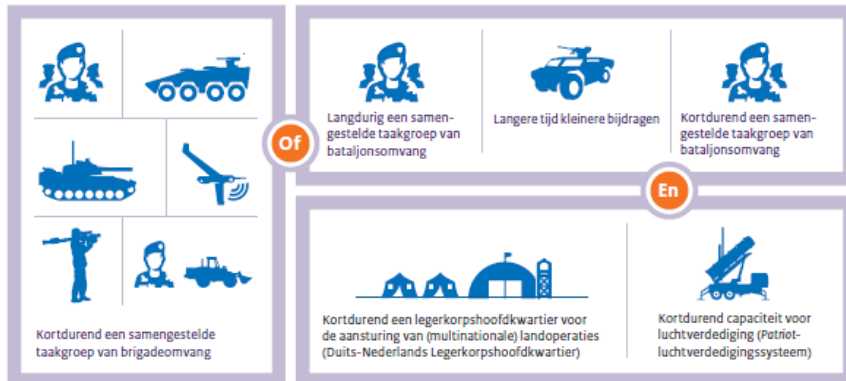 Kortdurend een samengestelde
taakgroep van brigadeomvang
Of
Langdurig een samen-
gestelde taakgroep van
bataljonsomvang
Langere tijd kleinere bijdragen
Kortdurend een samen-
gestelde taakgroep van
bataljonsomvang
En
Kortdurend een legerkorpshoofdkwartier voor
de aansturing van (multinationale) landoperaties
(Duits-Nederlands Legerkorpshoofdkwartier)
Kortdurend capaciteit voor
luchtverdediging (Patriot-
luchtverdedigingssysteem)